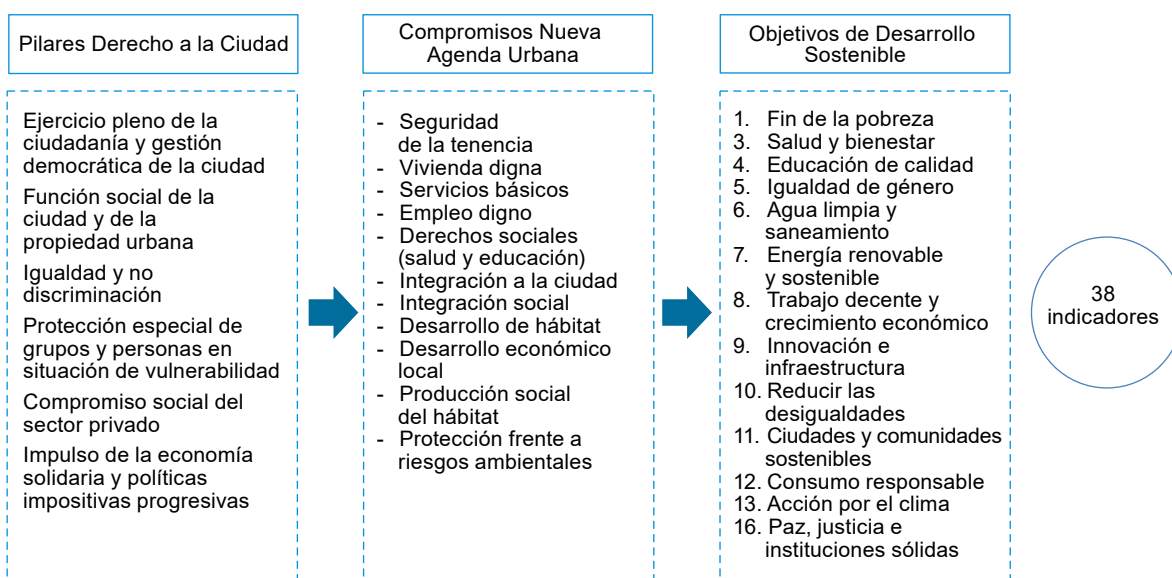 Pilares Derecho a la Ciudad
Ejercicio pleno de la
ciudadanía y gestión
democrática de la ciudad
Función social de la
ciudad y de la
propiedad urbana
Igualdad y no
discriminación
Protección especial de
grupos y personas en
situación de vulnerabilidad
Compromiso social del
sector privado
Impulso de la economía
solidaria y políticas
impositivas progresivas
Compromisos Nueva
Agenda Urbana
- Seguridad
de la tenencia
- Vivienda digna
- Servicios básicos
- Empleo digno
- Derechos sociales
(salud y educación)
- Integración a la ciudad
- Integración social
- Desarrollo de hábitat
- Desarrollo económico
local
- Producción social
del hábitat
- Protección frente a
riesgos ambientales
Objetivos de Desarrollo
Sostenible
1. Fin de la pobreza
3. Salud y bienestar
4. Educación de calidad
5. Igualdad de género
6. Agua limpia y
saneamiento
7. Energía renovable
y sostenible
8. Trabajo decente y
crecimiento económico
9. Innovación e
infraestructura
10. Reducir las
desigualdades
11. Ciudades y comunidades
sostenibles
12. Consumo responsable
13. Acción por el clima
16. Paz, justicia e
instituciones sólidas
38
indicadores